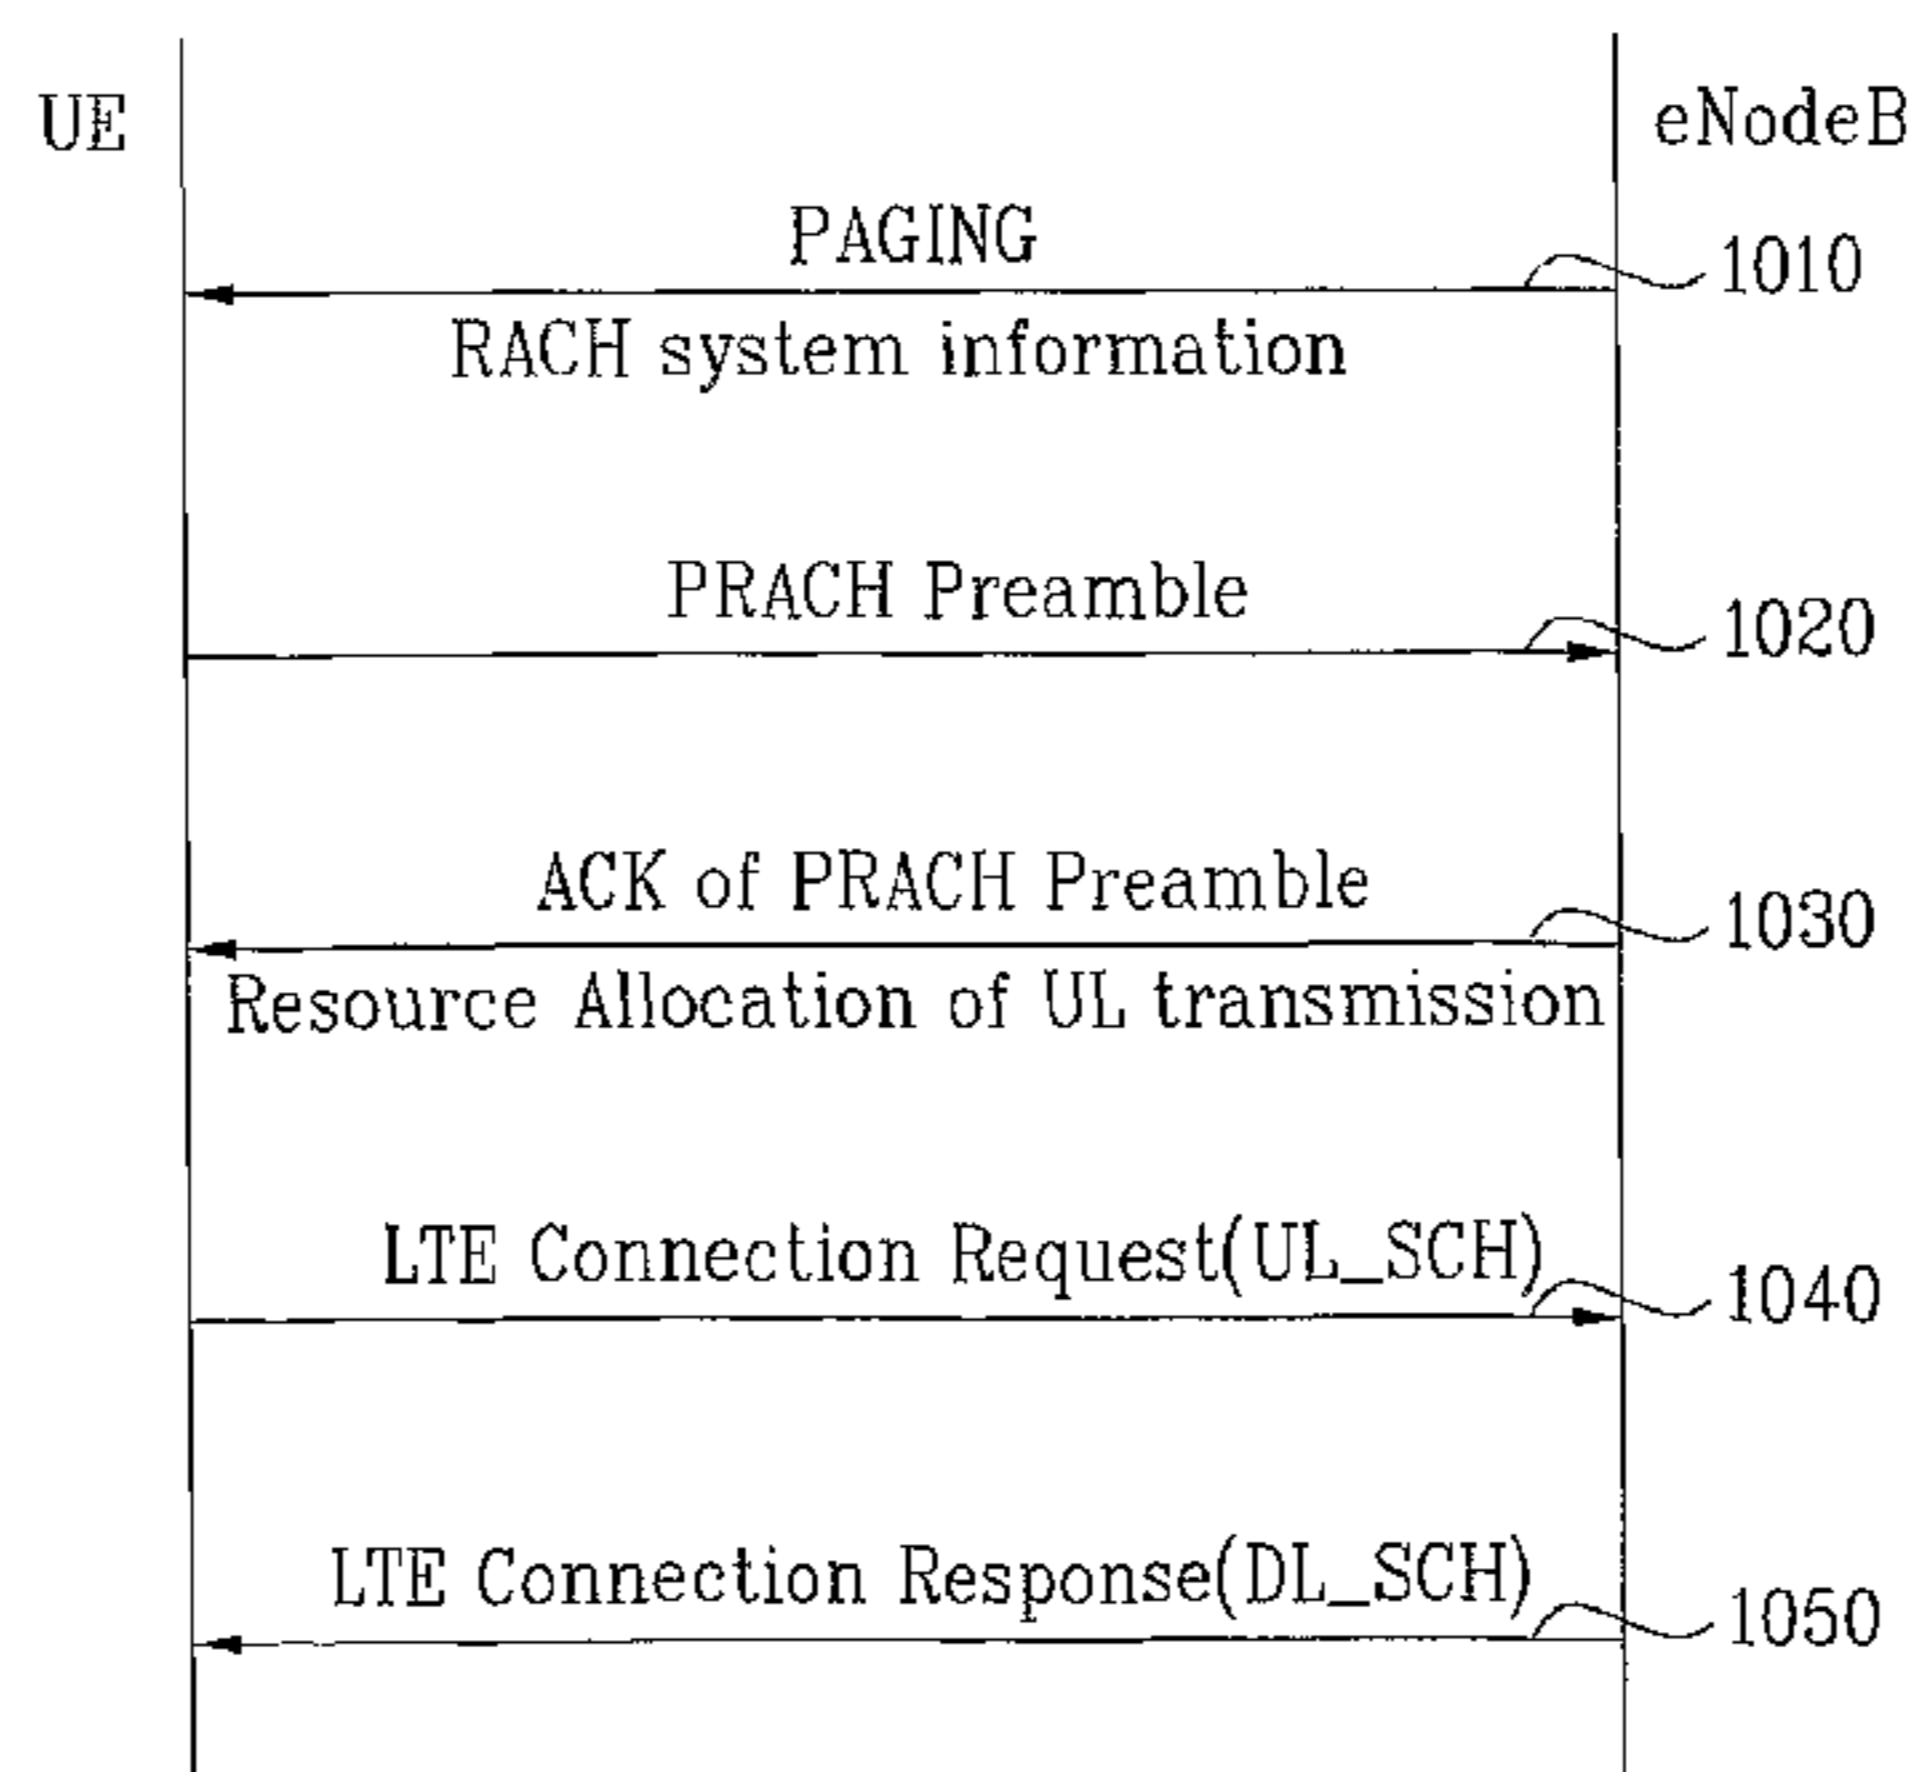 UE
eNodeB
PAGING
1010
RACH system information
PRACH Preamble
1020
ACK of PRACH Preamble
1030
Resource Allocation of UL transmission
LTE Connection Request(UL_SCH)
1040
LTE Connection Response(DL_SCH)
1050